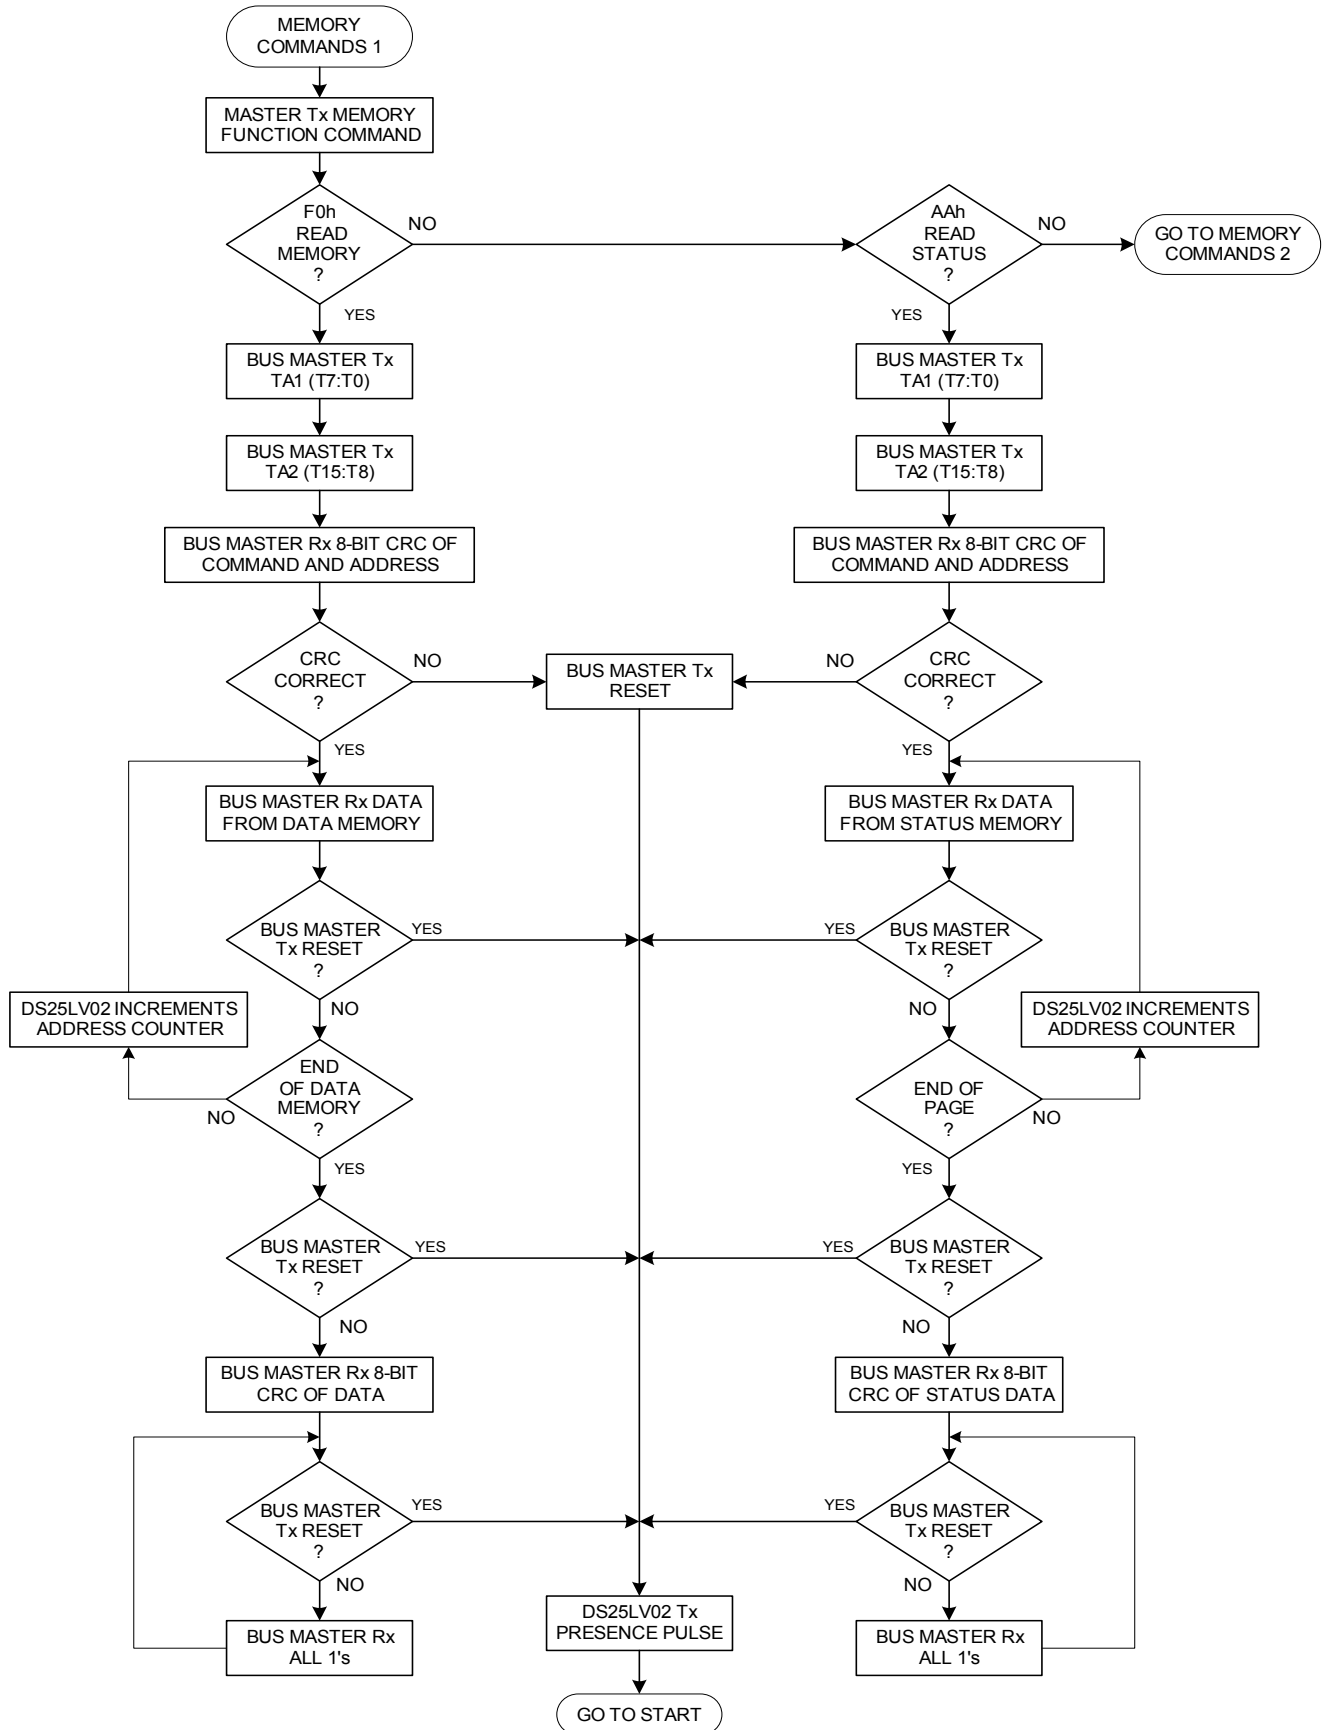 MEMORY
COMMANDS 1
MASTER Tx MEMORY
FUNCTION COMMAND
F0h
READ
MEMORY
?
NO
YES
AAh
READ
STATUS
?
NO
YES
GO TO MEMORY
COMMANDS 2
BUS MASTER Tx
TA1 (T7:T0)
BUS MASTER Tx
TA1 (T7:T0)
BUS MASTER Tx
TA2 (T15:T8)
BUS MASTER Tx
TA2 (T15:T8)
BUS MASTER Rx 8-BIT CRC OF
COMMAND AND ADDRESS
BUS MASTER Rx 8-BIT CRC OF
COMMAND AND ADDRESS
CRC
CORRECT
?
NO
YES
BUS MASTER Tx
RESET
NO
CRC
CORRECT
?
YES
BUS MASTER Rx DATA
FROM DATA MEMORY
BUS MASTER Rx DATA
FROM STATUS MEMORY
BUS MASTER
Tx RESET
?
YES
NO
YES
BUS MASTER
Tx RESET
?
NO
DS25LV02 INCREMENTS
ADDRESS COUNTER
DS25LV02 INCREMENTS
ADDRESS COUNTER
END
OF DATA
MEMORY
?
NO
YES
END OF
PAGE
?
NO
YES
BUS MASTER
Tx RESET
?
YES
NO
YES
BUS MASTER
Tx RESET
?
NO
BUS MASTER Rx 8-BIT
CRC OF DATA
BUS MASTER Rx 8-BIT
CRC OF STATUS DATA
BUS MASTER
Tx RESET
?
YES
NO
YES
BUS MASTER
Tx RESET
?
NO
BUS MASTER Rx
ALL 1's
DS25LV02 Tx
PRESENCE PULSE
BUS MASTER Rx
ALL 1's
GO TO START